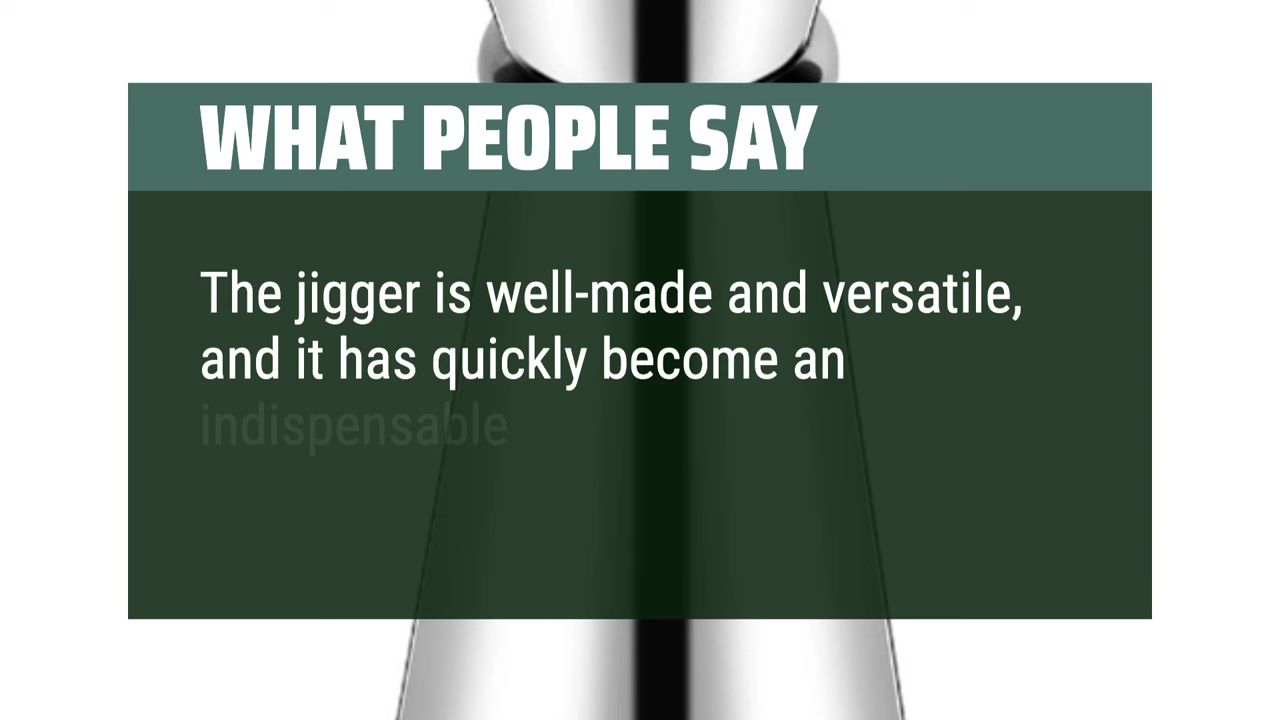 WHAT PEOPLE SAY
The jigger is well-made and versatile,
and it has quickly become an
indispensable